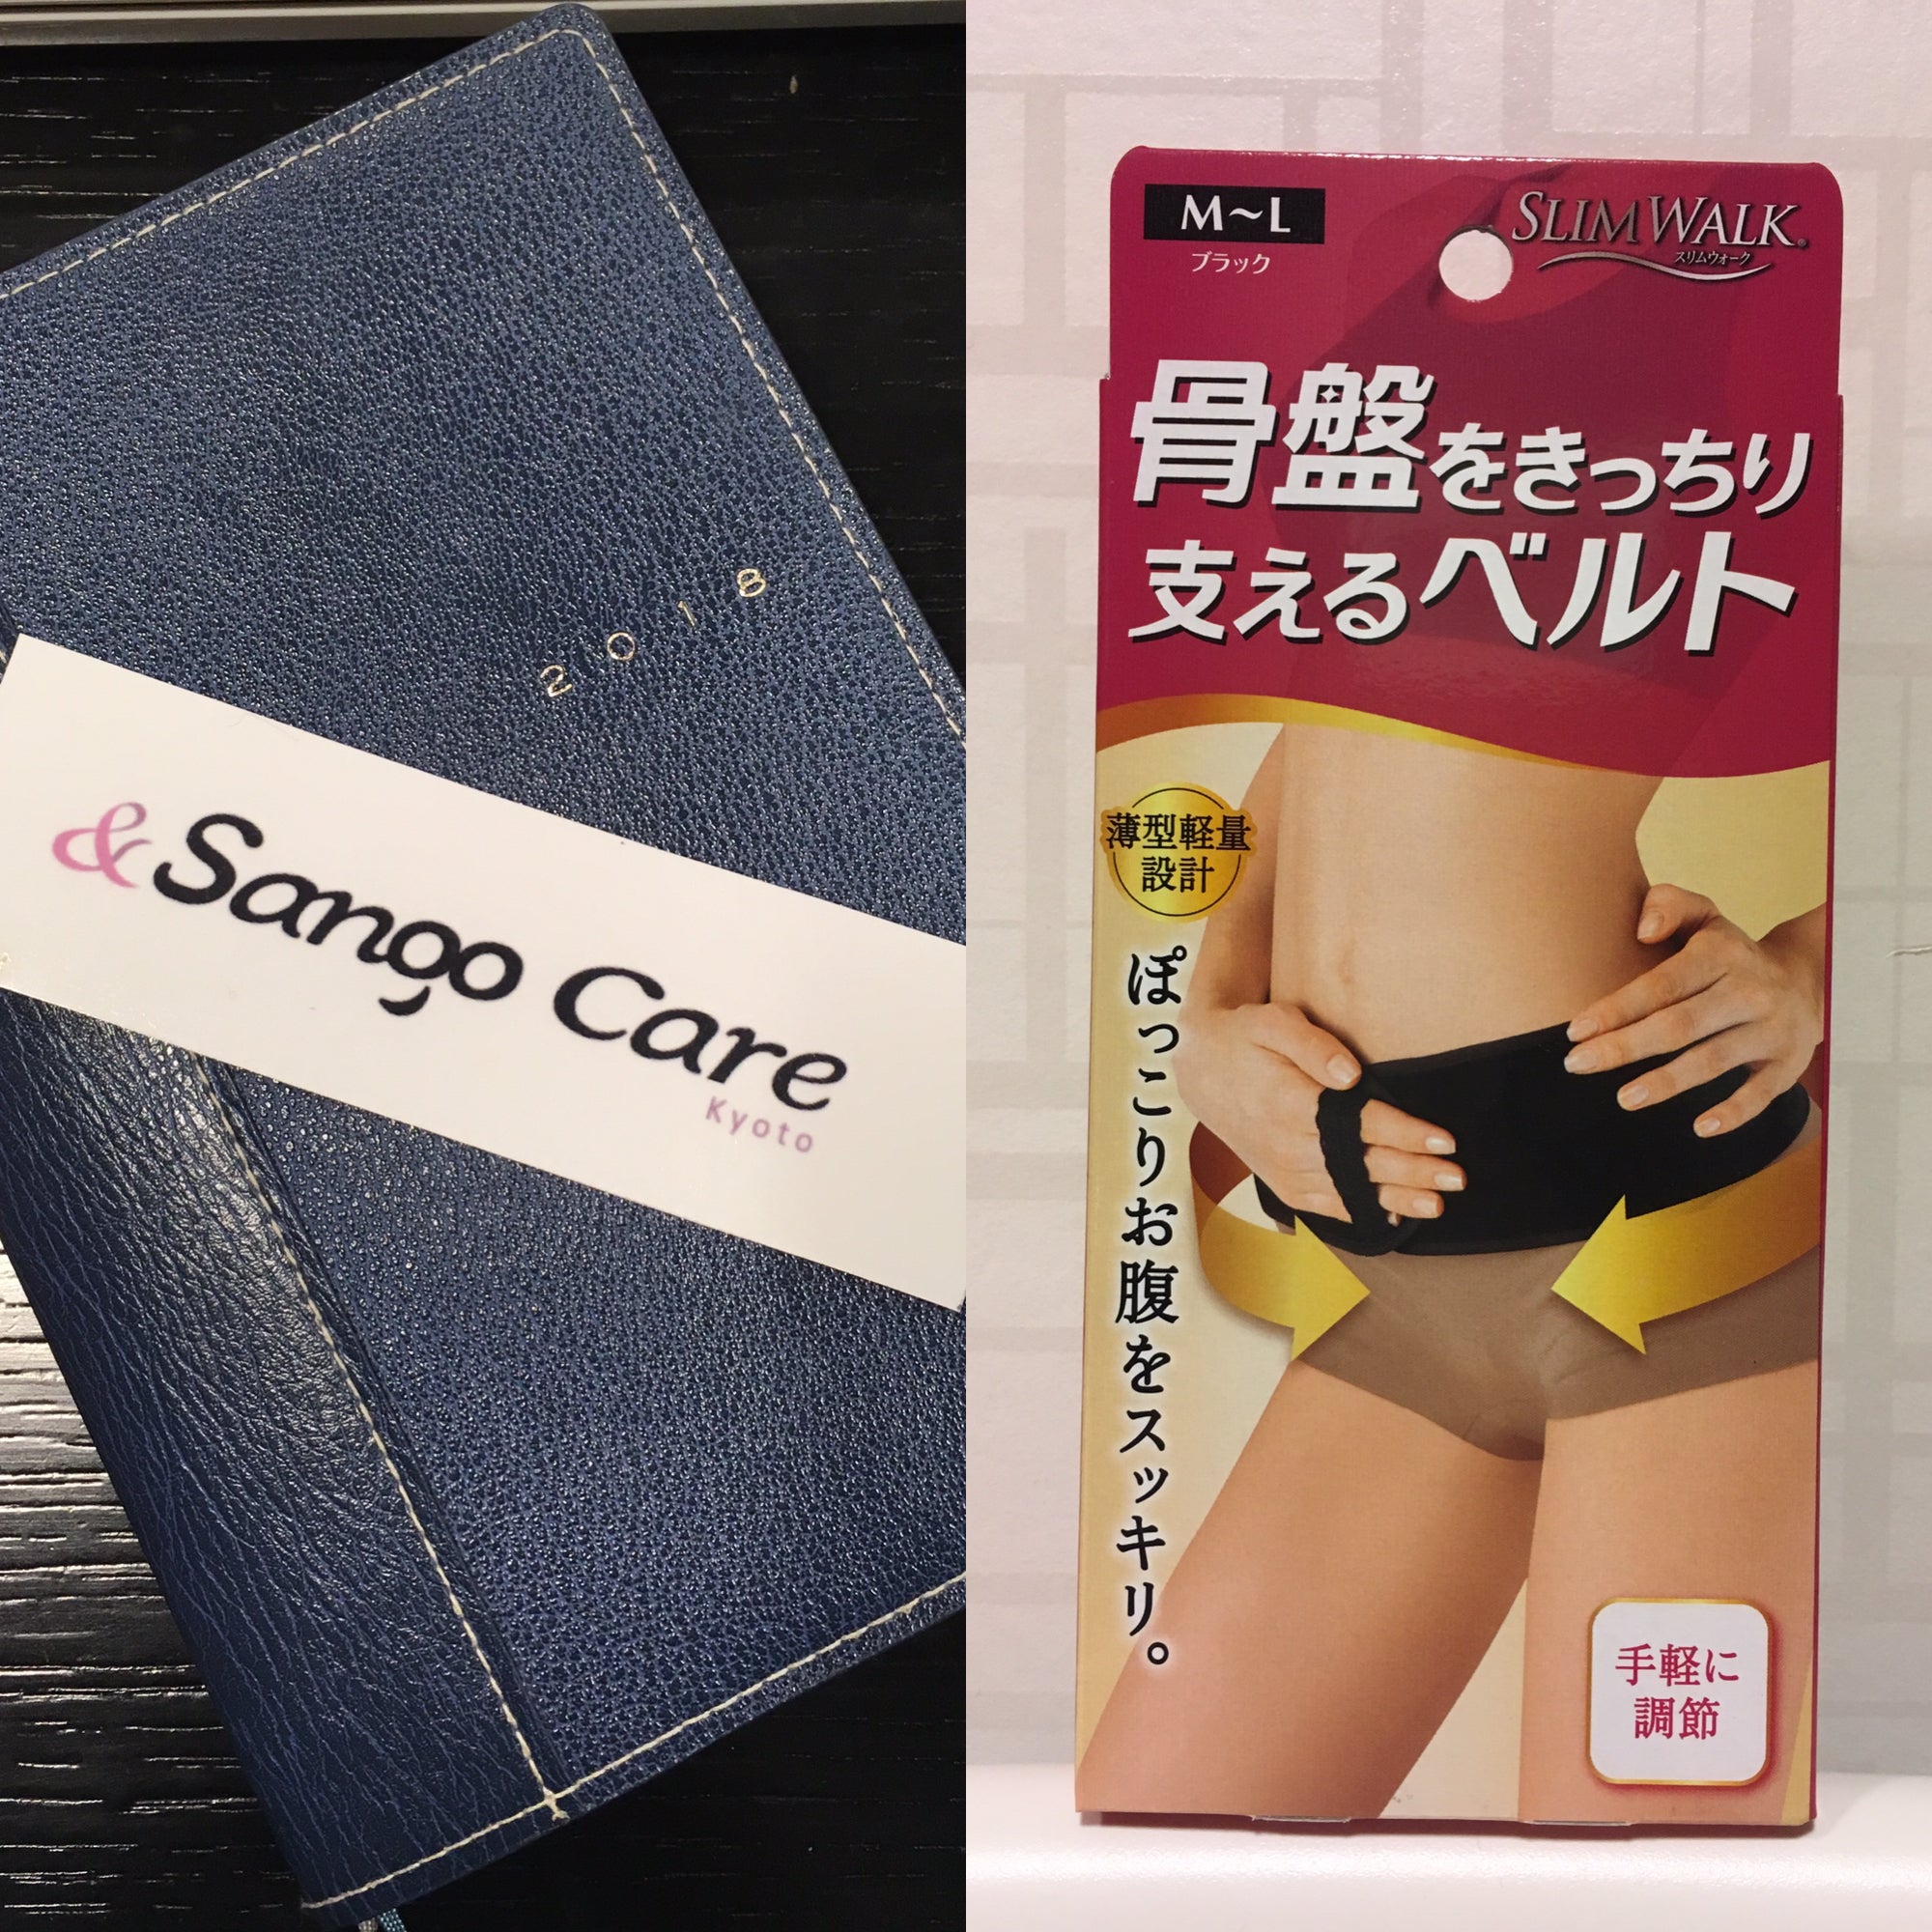 2018
&Sango Care
Kyoto
M~L
ブラック
SLIMWALK®
スリムウォーク
骨盤をきっちり
支えるベルト
薄型軽量
設計
ぽっこりお腹をスッキリ。
手軽に
調節